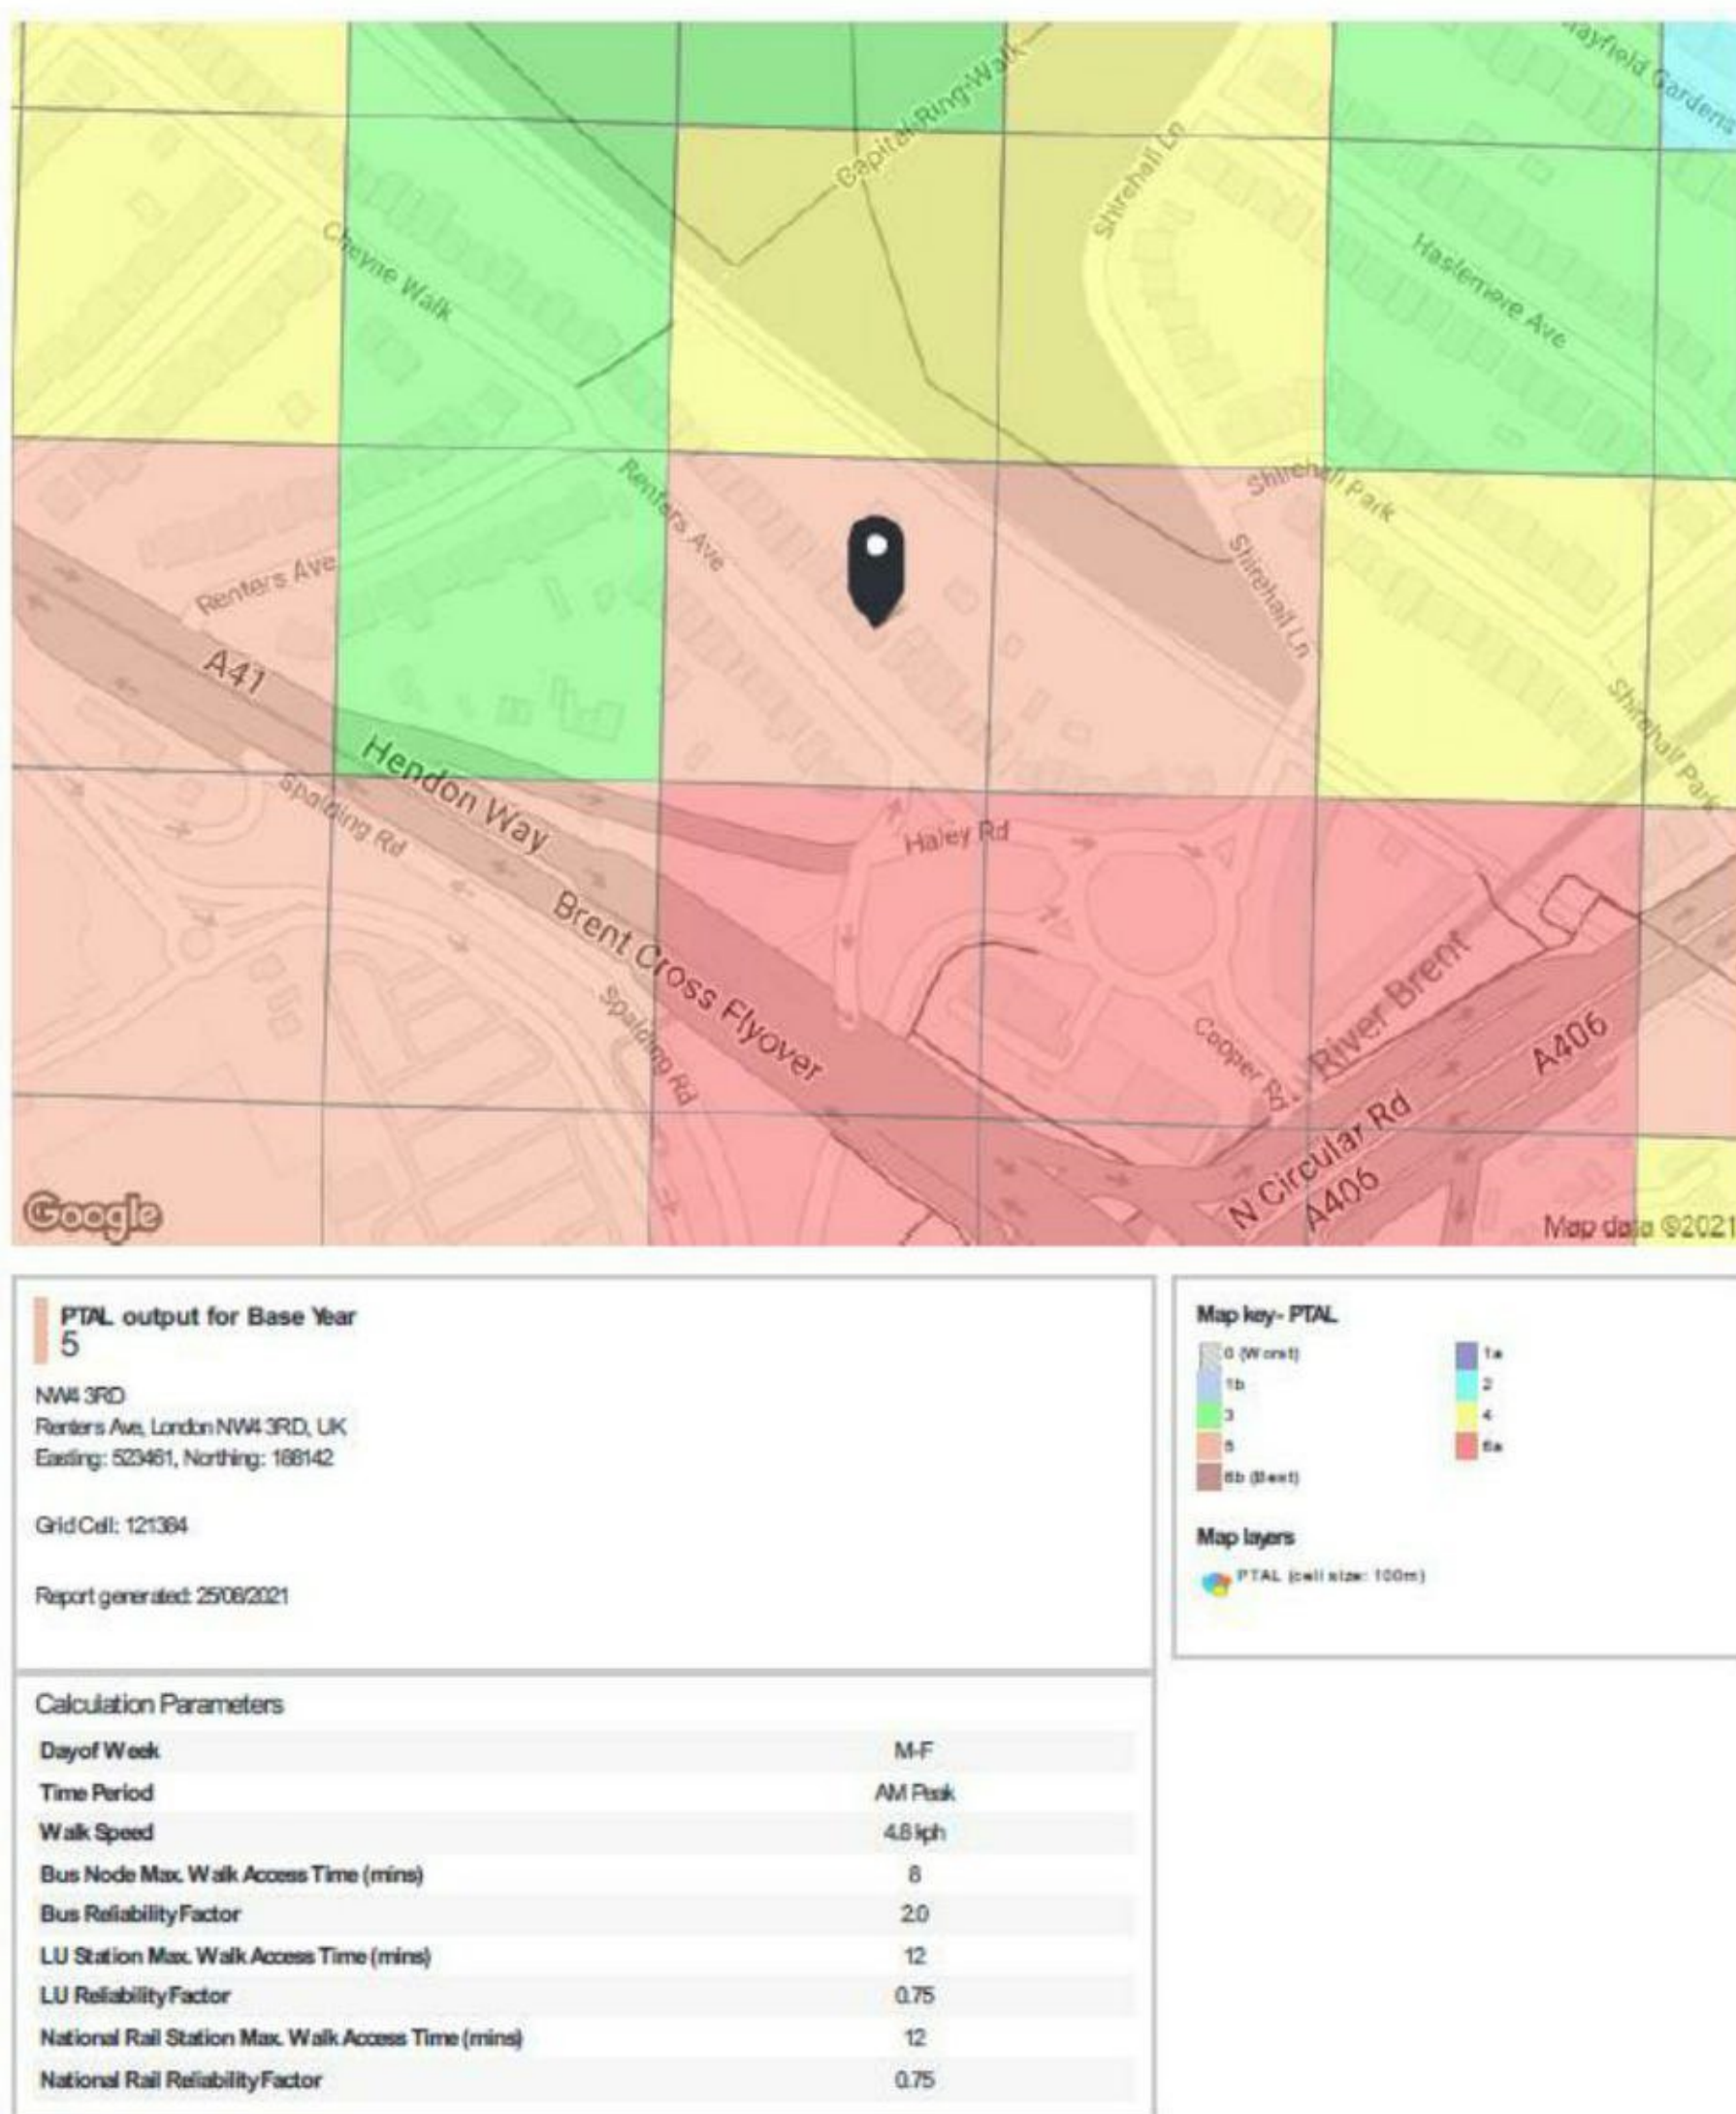 ayfield Gardens
Capital Ring Walk
Shirehall Ln
Cheyne Walk
Haslemere Ave
Renters Ave
Shirehall Park
Shirehall Ln
Renters Ave
A41
Shirehall Park
Hendon Way
Spalding Rd
Haley Rd
Brent Cross Flyover
Spalding Rd
River Brent
Cooper Rd
A406
N Circular Rd
A406
Google
Map data ©2021
PTAL output for Base Year
5
NW4 3RD
Renters Ave, London NW4 3RD, UK
Easting: 523461, Northing: 188142
Grid Cell: 121364
Report generated: 25/08/2021
Map key- PTAL
0 (Worst)
1a
1b
2
3
4
5
6a
6b (Best)
Map layers
PTAL (cell size: 100m)
Calculation Parameters
Day of Week M-F
Time Period AM Peak
Walk Speed 4.8 kph
Bus Node Max. Walk Access Time (mins) 8
Bus Reliability Factor 2.0
LU Station Max. Walk Access Time (mins) 12
LU Reliability Factor 0.75
National Rail Station Max. Walk Access Time (mins) 12
National Rail Reliability Factor 0.75